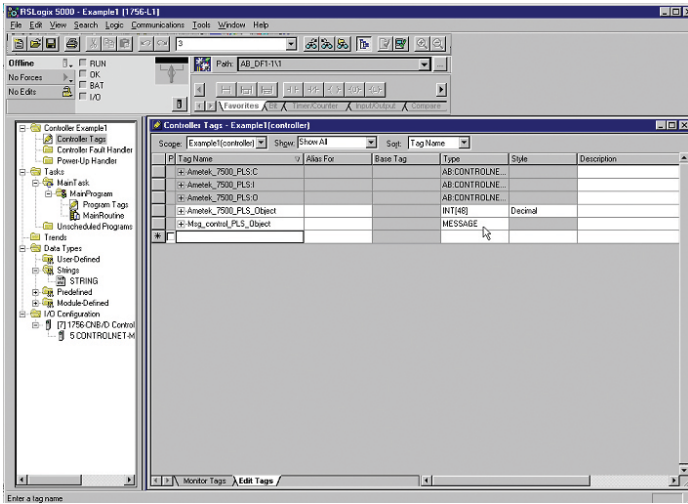 RSLogix 5000 - Example1 [1756-L1]
File Edit View Search Logic Communications Tools Window Help
3
Offline RUN Path: AB_DF1-1\1
No Forces OK
No Edits BAT
I/O
Favorites Bit Timer/Counter Input/Output Compare
Controller Example1
Controller Tags
Controller Fault Handler
Power-Up Handler
Tasks
MainTask
MainProgram
Program Tags
MainRoutine
Unscheduled Programs
Trends
Data Types
User-Defined
Strings
STRING
Predefined
Module-Defined
I/O Configuration
[7] 1756-CNB/D Control
5 CONTROLNET-M
Controller Tags - Example1(controller)
Scope: Example1(controller) Show: Show All Sort: Tag Name
P Tag Name Alias For Base Tag Type Style Description
Ametek_7500_PLS:C AB:CONTROLNE...
Ametek_7500_PLS:I AB:CONTROLNE...
Ametek_7500_PLS:O AB:CONTROLNE...
Ametek_7500_PLS_Object INT[48] Decimal
Msg_control_PLS_Object MESSAGE
Monitor Tags Edit Tags
Enter a tag name